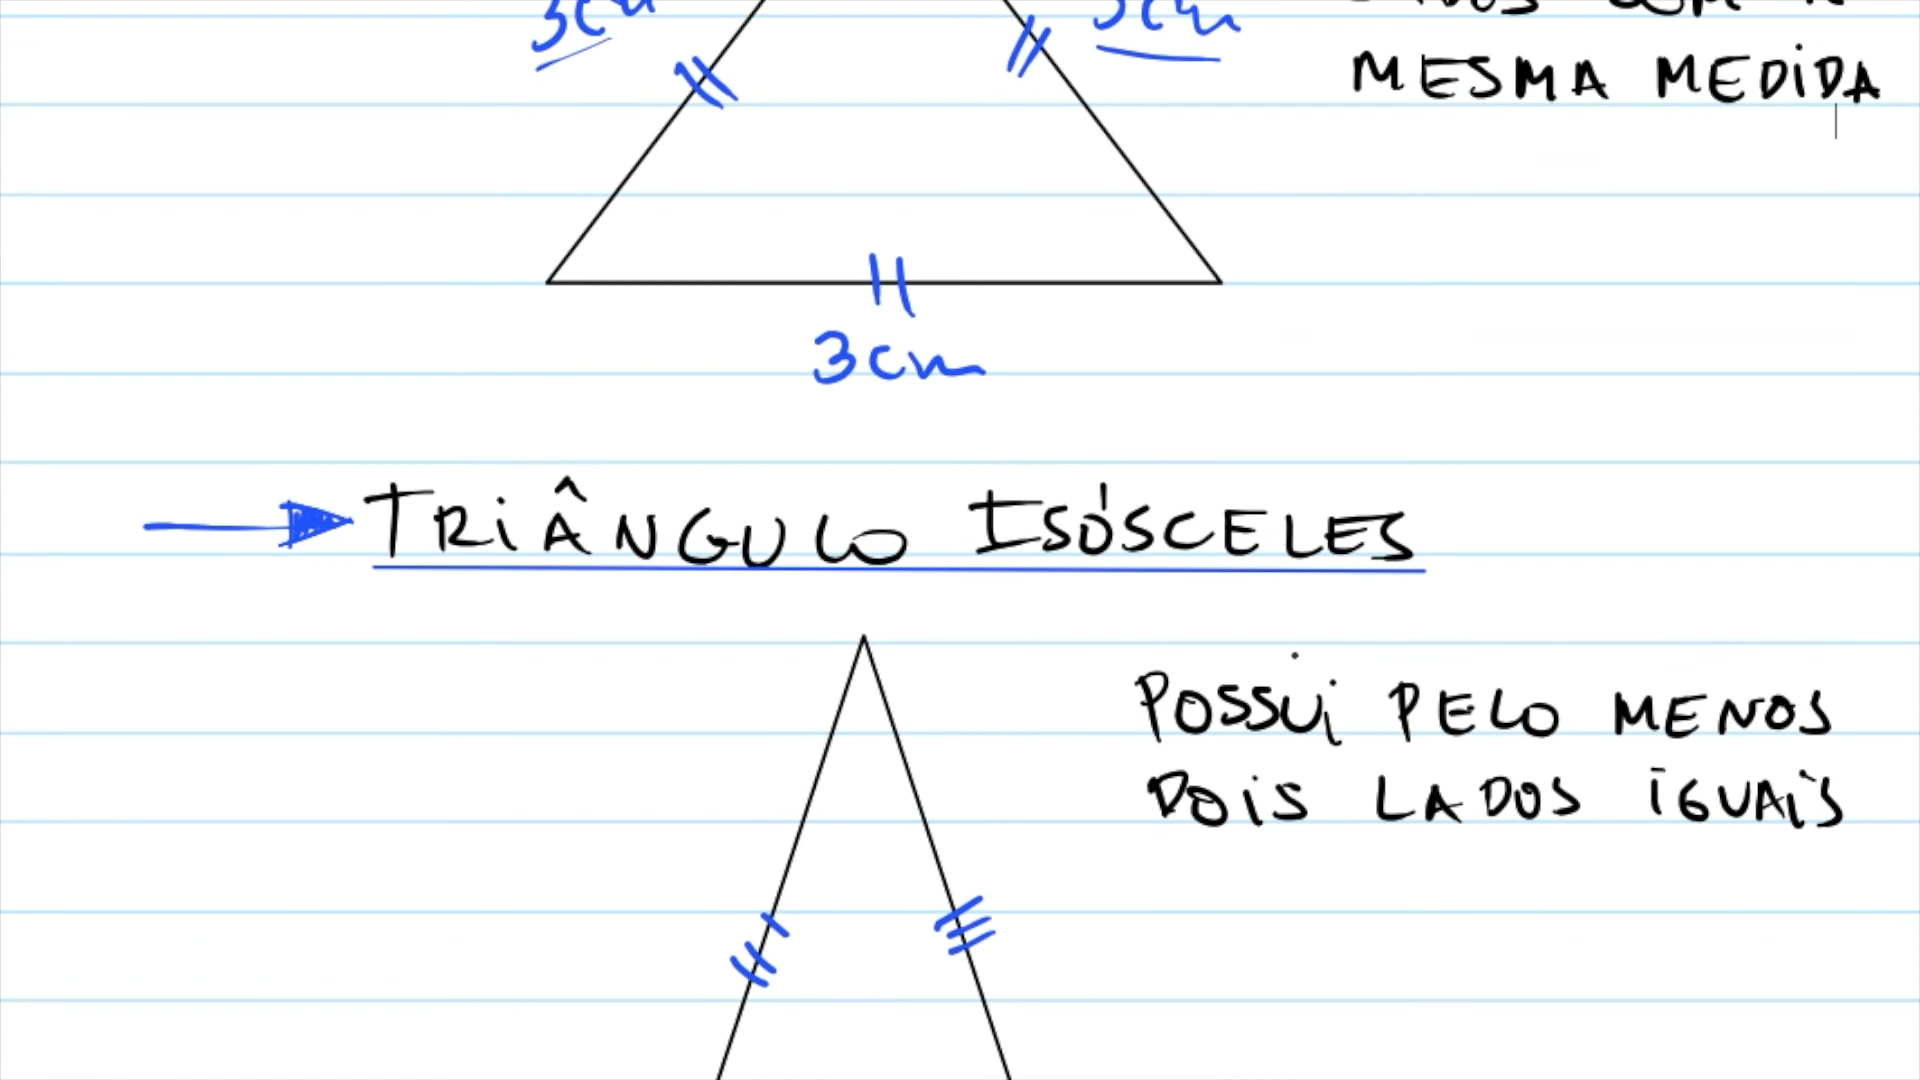 3cm
3cm
MESMA MEDIDA
3cm
TRIÂNGULO ISÓSCELES
POSSUI PELO MENOS
DOIS LADOS IGUAIS